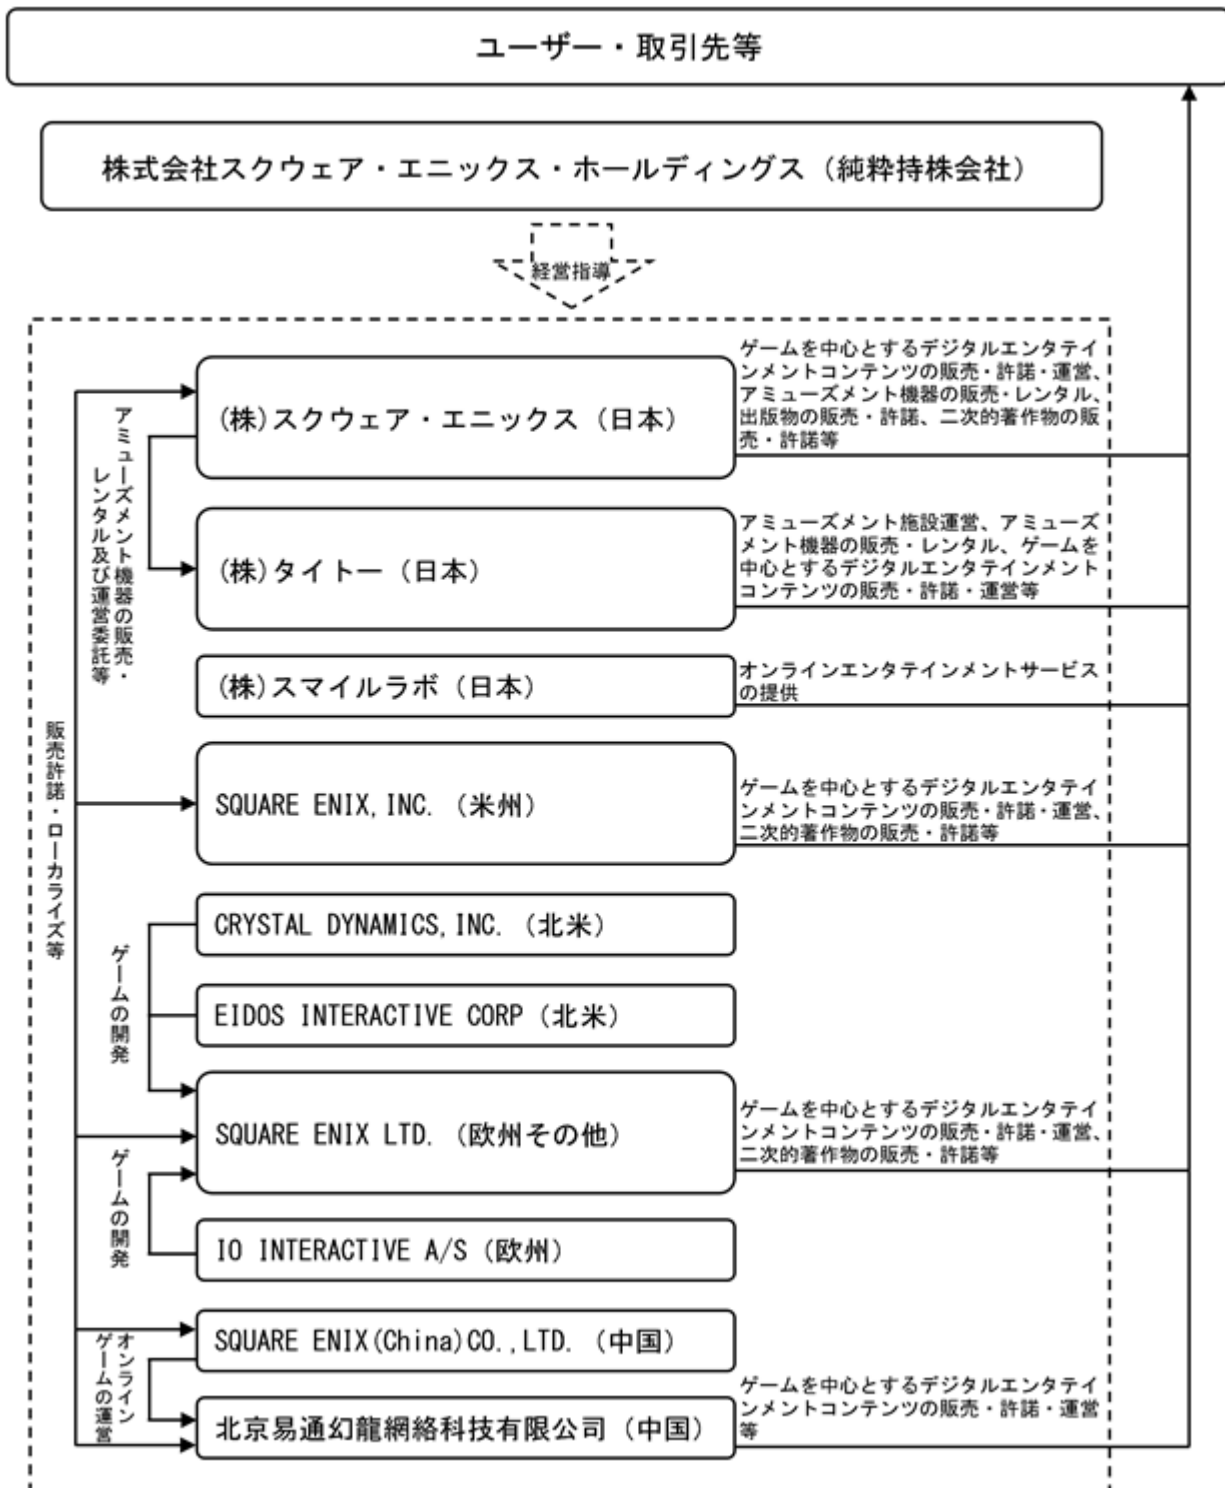 ユーザー・取引先等
株式会社スクウェア・エニックス・ホールディングス（純粋持株会社）
経営指導
アミューズメント機器の販売・
レンタル及び運営委託等
(株)スクウェア・エニックス（日本）
ゲームを中心とするデジタルエンタテイ
ンメントコンテンツの販売・許諾・運営、
アミューズメント機器の販売・レンタル、
出版物の販売・許諾、二次的著作物の販
売・許諾等
(株)タイトー（日本）
アミューズメント施設運営、アミューズ
メント機器の販売・レンタル、ゲームを
中心とするデジタルエンタテインメント
コンテンツの販売・許諾・運営等
(株)スマイルラボ（日本）
オンラインエンタテインメントサービス
の提供
販売許諾・ローカライズ等
SQUARE ENIX,INC.（米州）
ゲームを中心とするデジタルエンタテイ
ンメントコンテンツの販売・許諾・運営、
二次的著作物の販売・許諾等
ゲームの開発
CRYSTAL DYNAMICS,INC.（北米）
EIDOS INTERACTIVE CORP（北米）
SQUARE ENIX LTD.（欧州その他）
ゲームを中心とするデジタルエンタテイ
ンメントコンテンツの販売・許諾・運営、
二次的著作物の販売・許諾等
ゲームの開発
IO INTERACTIVE A/S（欧州）
オンライン
ゲームの運営
SQUARE ENIX(China)CO.,LTD.（中国）
北京易通幻龍網絡科技有限公司（中国）
ゲームを中心とするデジタルエンタテイ
ンメントコンテンツの販売・許諾・運営
等